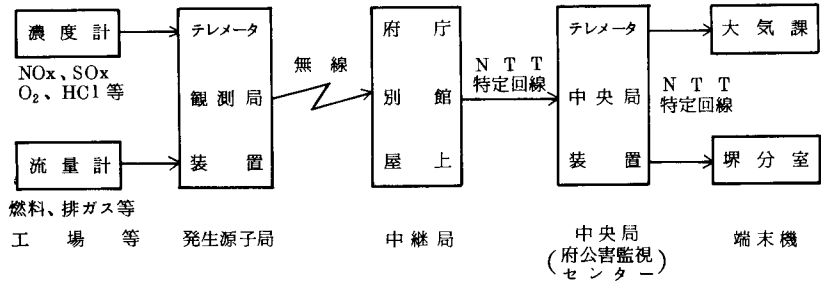 濃度計
NOx、SOx
O₂、HCl等
流量計
燃料、排ガス等
工場等
テレメータ
観測局
装置
発生源子局
無線
府庁
別館
屋上
中継局
NTT
特定回線
テレメータ
中央局
装置
中央局
(府公害監視
センター)
NTT
特定回線
大気課
堺分室
端末機